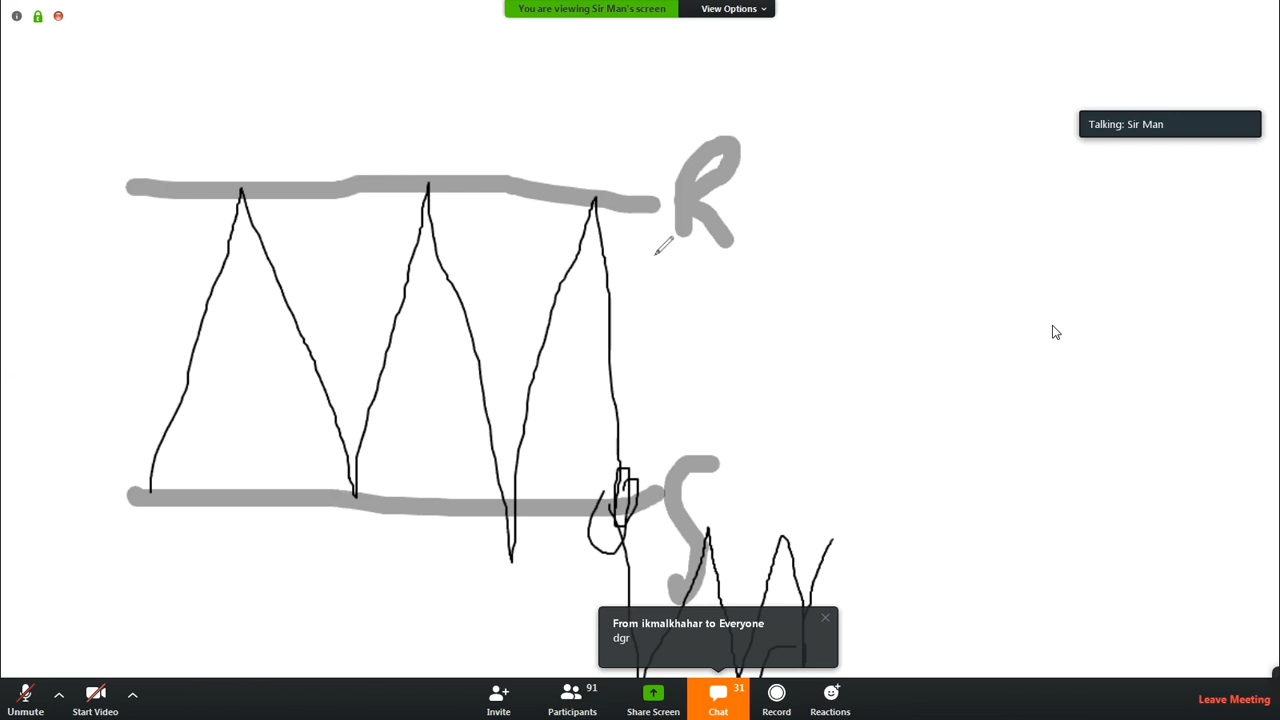 You are viewing Sir Man's screen
View Options
Talking: Sir Man
R
S
From ikmalkhahar to Everyone
dgr
Unmute
Start Video
Invite
91
Participants
Share Screen
31
Chat
Record
Reactions
Leave Meeting